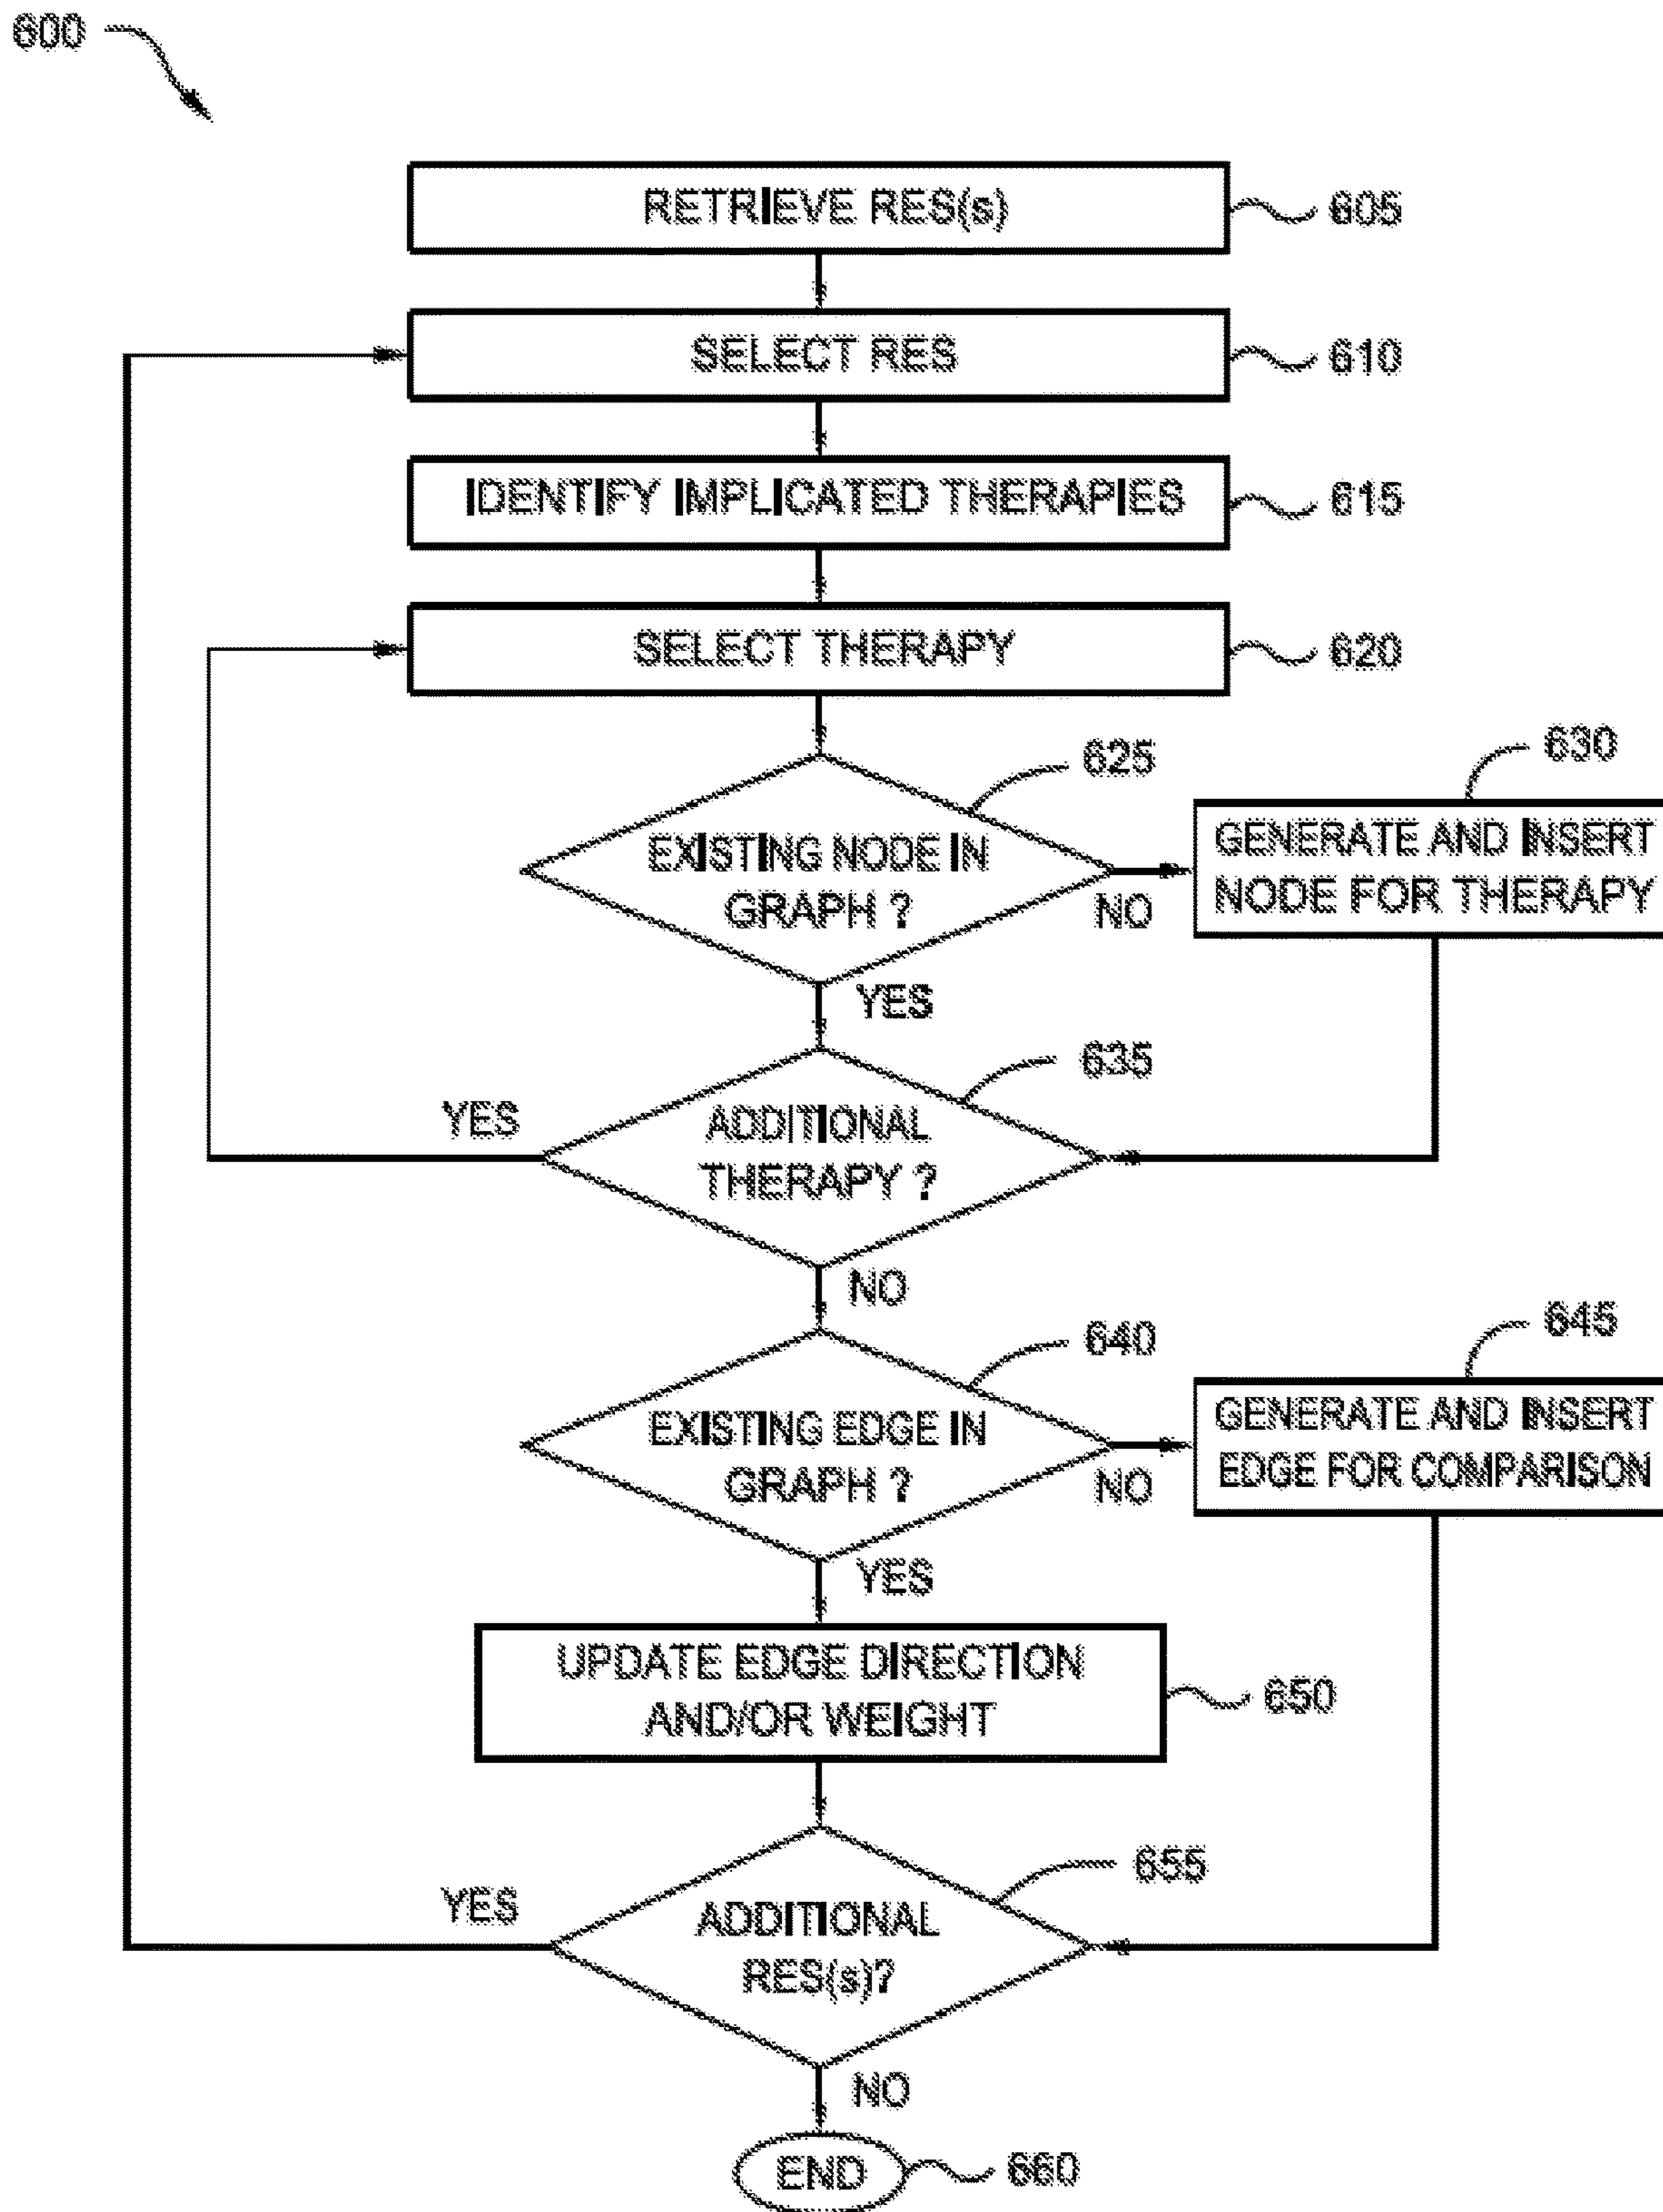 600
RETRIEVE RES(s)
605
SELECT RES
610
IDENTIFY IMPLICATED THERAPIES
615
SELECT THERAPY
620
625
630
EXISTING NODE IN
GRAPH ?
NO
GENERATE AND INSERT
NODE FOR THERAPY
YES
635
YES
ADDITIONAL
THERAPY ?
NO
640
645
EXISTING EDGE IN
GRAPH ?
NO
GENERATE AND INSERT
EDGE FOR COMPARISON
YES
UPDATE EDGE DIRECTION
AND/OR WEIGHT
650
655
YES
ADDITIONAL
RES(s)?
NO
END
660